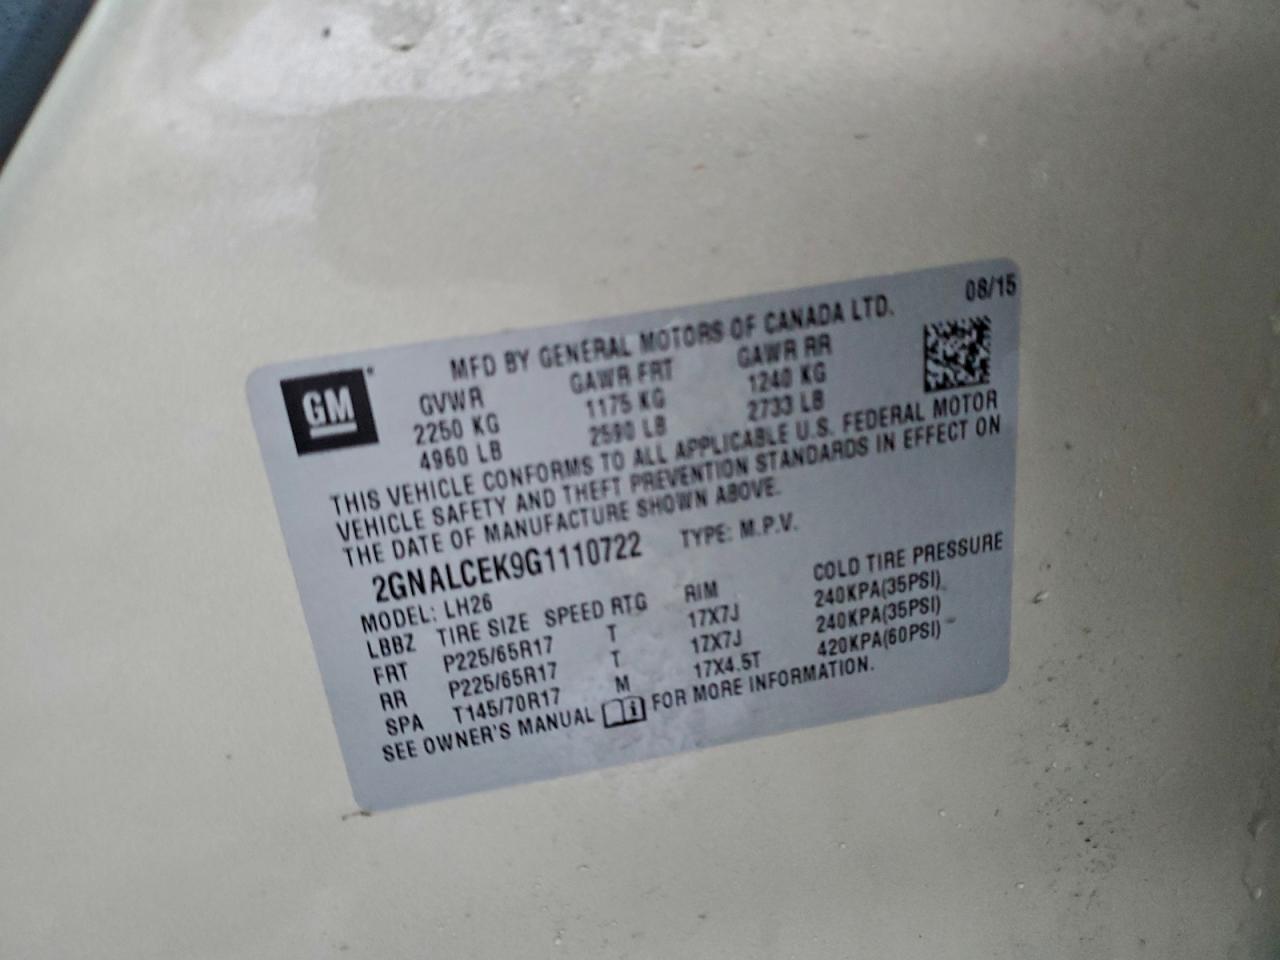 08/15
MFD BY GENERAL MOTORS OF CANADA LTD.
GM®
GVWR GAWR FRT GAWR RR
2250 KG 1175 KG 1240 KG
4960 LB 2590 LB 2733 LB
THIS VEHICLE CONFORMS TO ALL APPLICABLE U.S. FEDERAL MOTOR
VEHICLE SAFETY AND THEFT PREVENTION STANDARDS IN EFFECT ON
THE DATE OF MANUFACTURE SHOWN ABOVE.
2GNALCEK9G1110722 TYPE: M.P.V.
MODEL: LH26
LBBZ TIRE SIZE SPEED RTG RIM COLD TIRE PRESSURE
FRT P225/65R17 T 17X7J 240KPA(35PSI)
RR P225/65R17 T 17X7J 240KPA(35PSI)
SPA T145/70R17 M 17X4.5T 420KPA(60PSI)
SEE OWNER'S MANUAL FOR MORE INFORMATION.